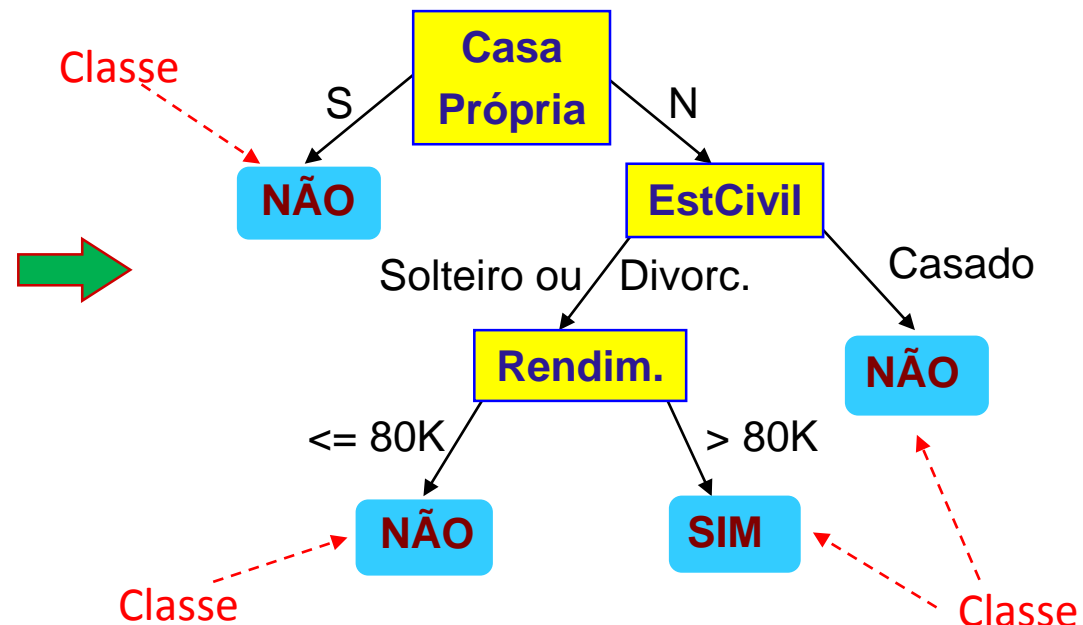 Casa
Própria
Classe
S
N
NÃO
EstCivil
Solteiro ou Divorc.
Casado
Rendim.
NÃO
<= 80K
> 80K
NÃO
SIM
Classe
Classe